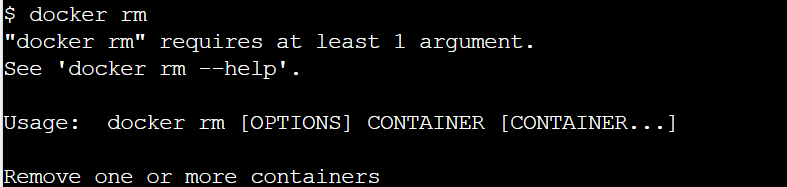 $ docker rm
"docker rm" requires at least 1 argument.
See 'docker rm --help'.
Usage:  docker rm [OPTIONS] CONTAINER [CONTAINER...]
Remove one or more containers